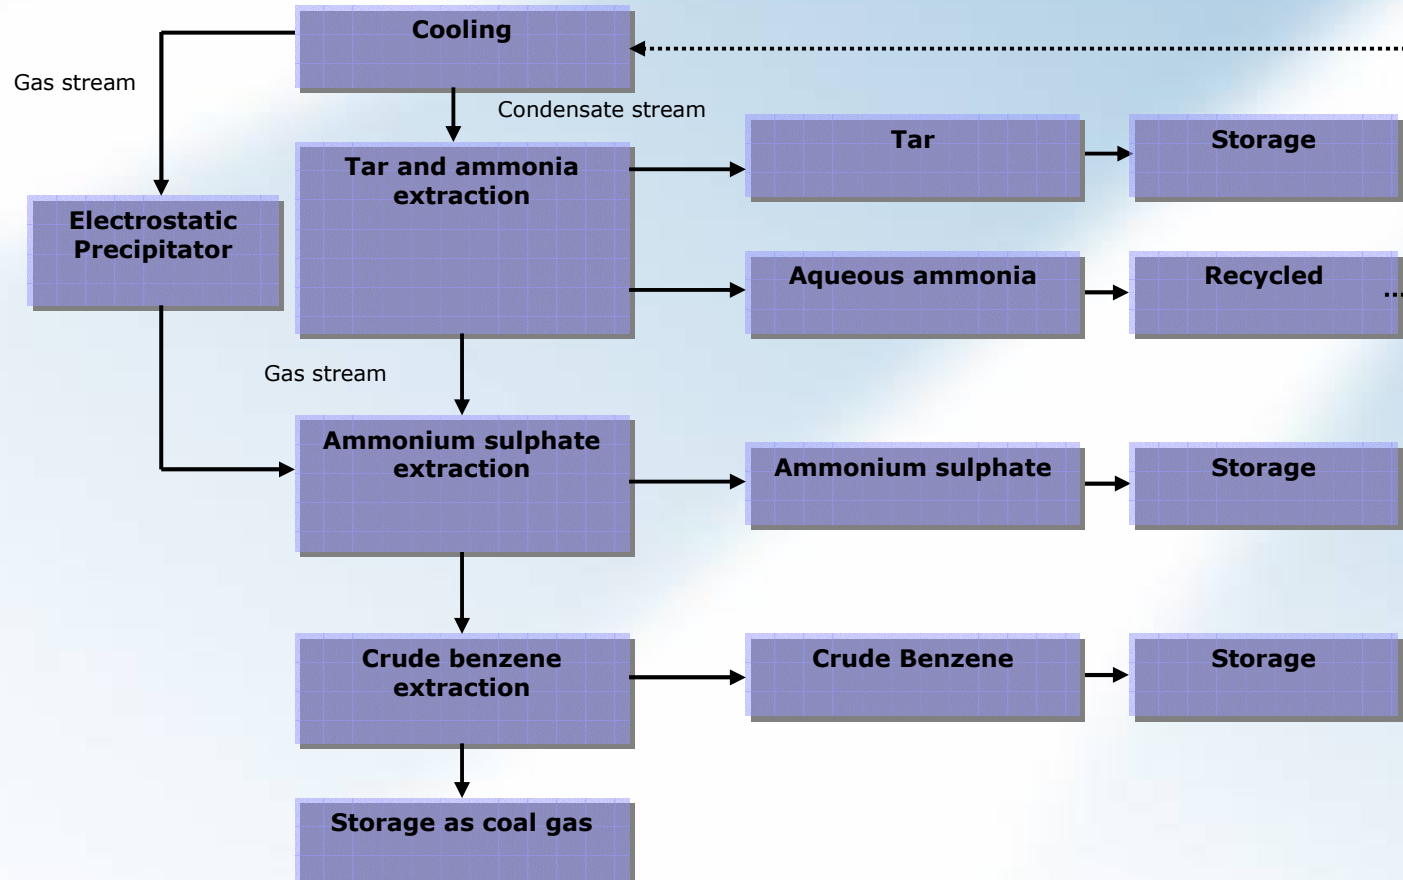 Cooling
Gas stream
Condensate stream
Tar and ammonia
extraction
Tar
Storage
Electrostatic
Precipitator
Aqueous ammonia
Recycled
Gas stream
Ammonium sulphate
extraction
Ammonium sulphate
Storage
Crude benzene
extraction
Crude Benzene
Storage
Storage as coal gas